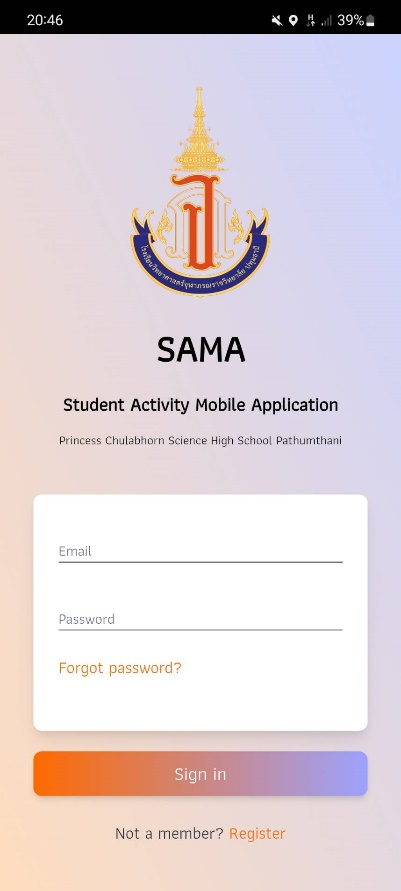 20:46
39%
โรงเรียนวิทยาศาสตร์จุฬาภรณราชวิทยาลัย ปทุมธานี
SAMA
Student Activity Mobile Application
Princess Chulabhorn Science High School Pathumthani
Email
Password
Forgot password?
Sign in
Not a member? Register